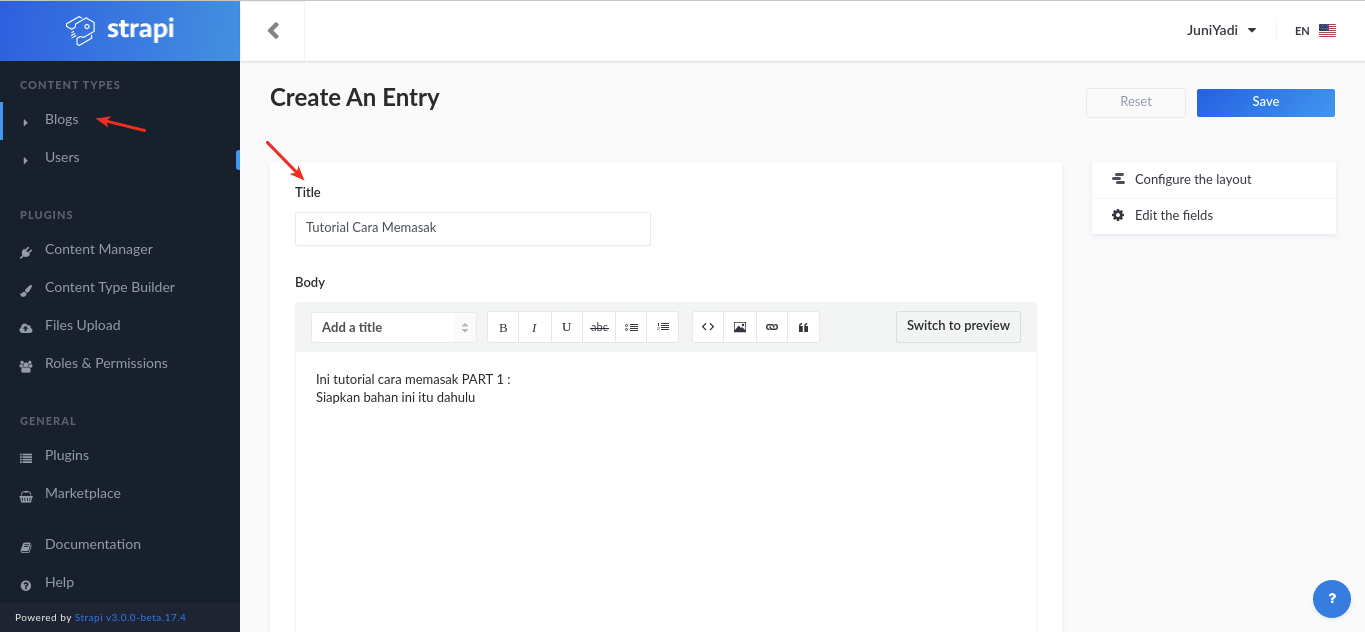 strapi
JuniYadi
EN
CONTENT TYPES
Blogs
Users
PLUGINS
Content Manager
Content Type Builder
Files Upload
Roles & Permissions
GENERAL
Plugins
Marketplace
Documentation
Help
Powered by Strapi v3.0.0-beta.17.4
Create An Entry
Reset
Save
Title
Tutorial Cara Memasak
Body
Add a title
B
I
U
abc
Switch to preview
Ini tutorial cara memasak PART 1 :
Siapkan bahan ini itu dahulu
Configure the layout
Edit the fields
?